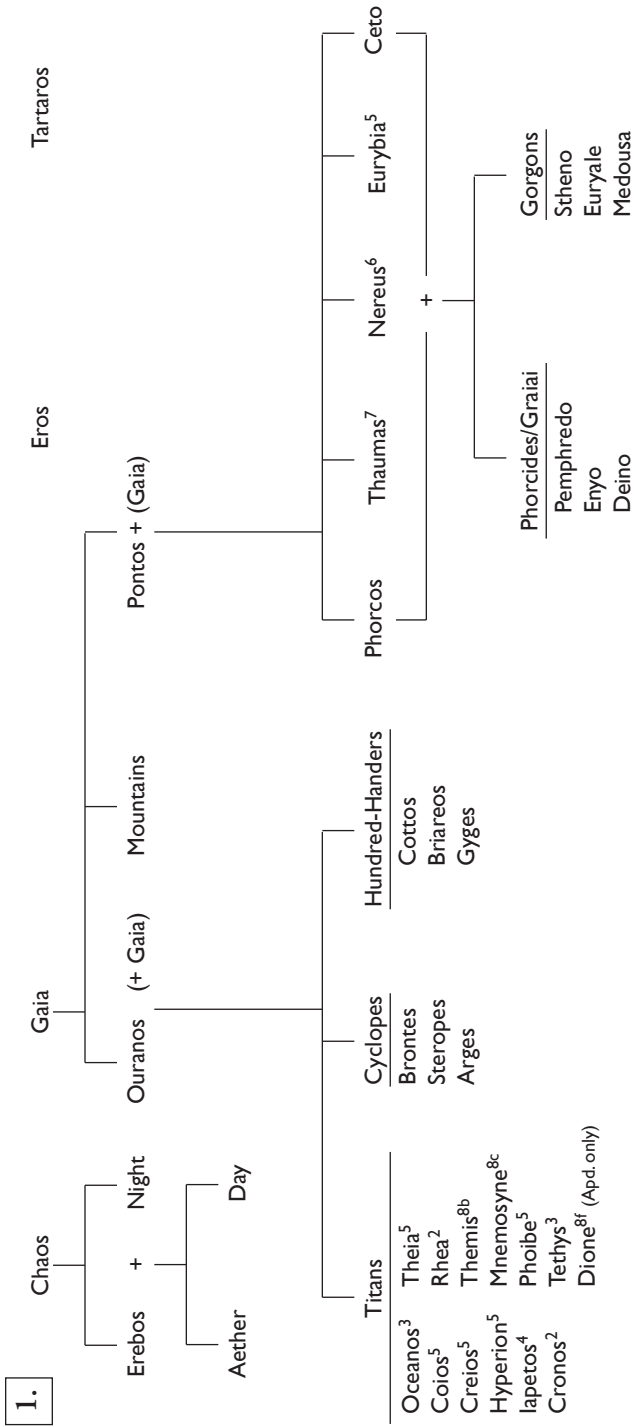 1.
Chaos Gaia Eros Tartaros
Erebos + Night Ouranos (+ Gaia) Mountains Pontos + (Gaia)
Aether Day
Titans Cyclopes Hundred-Handers Phorcos Thaumas⁷ Nereus⁶ Eurybia⁵ Ceto
Oceanos³ Theia⁵ Brontes Cottos +
Coios⁵ Rhea² Steropes Briareos
Creios⁵ Themis⁸ᵇ Arges Gyges
Hyperion⁵ Mnemosyne⁸ᶜ
Iapetos⁴ Phoibe⁵
Cronos² Tethys³
Dione⁸ᶠ (Apd. only)
Phorcides/Graiai Gorgons
Pemphredo Stheno
Enyo Euryale
Deino Medousa